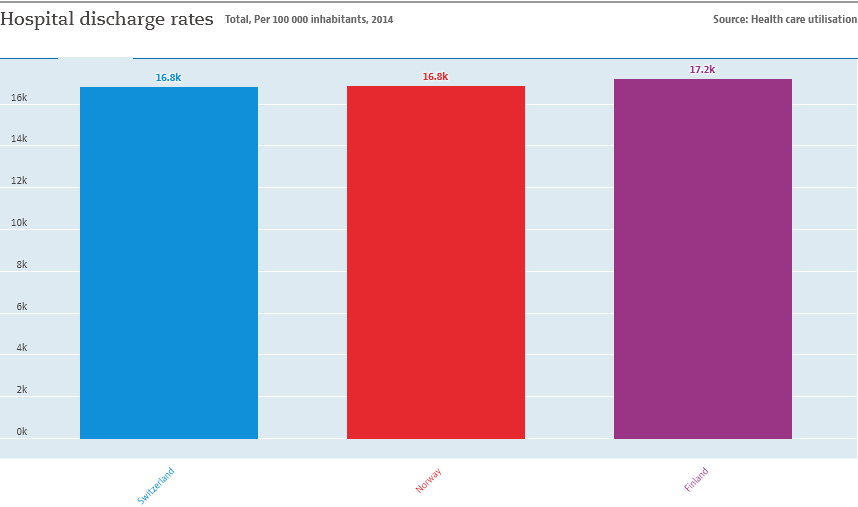 Hospital discharge rates Total, Per 100 000 inhabitants, 2014 Source: Health care utilisation
16.8k 16.8k 17.2k
16k
14k
12k
10k
8k
6k
4k
2k
0k
Switzerland Norway Finland